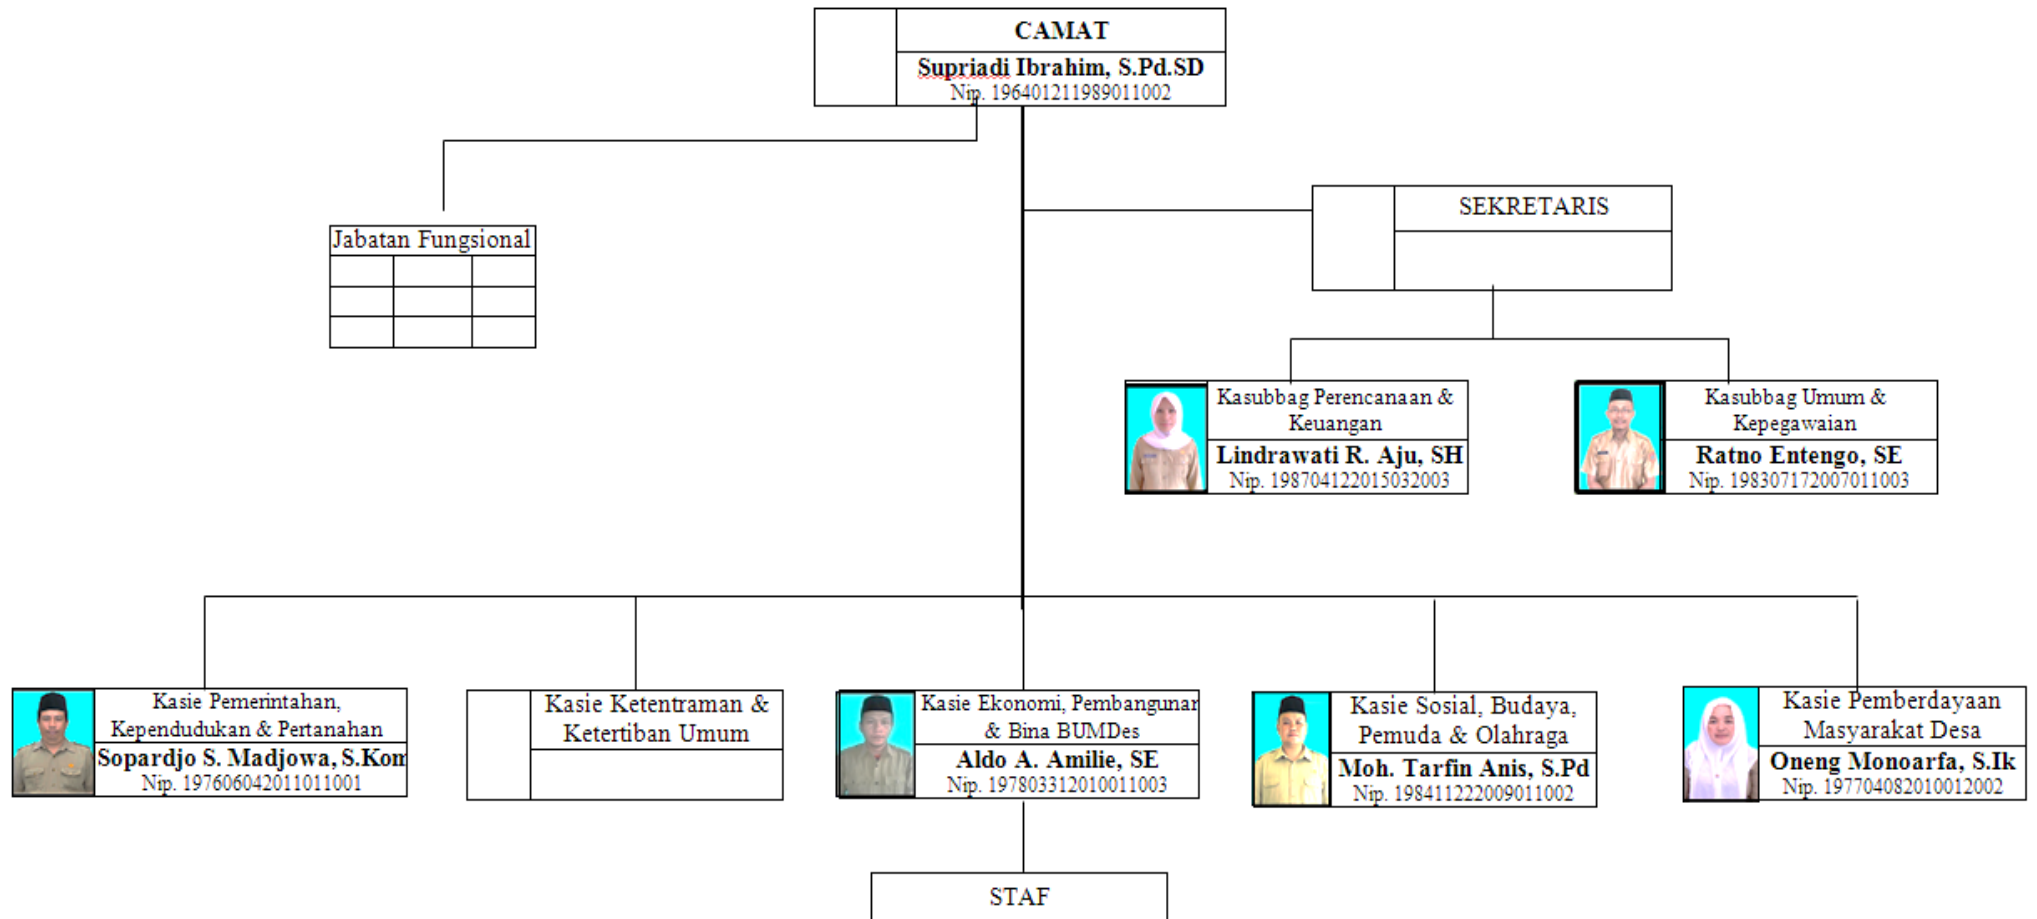 CAMAT
Supriadi Ibrahim, S.Pd.SD
Nip. 196401211989011002
SEKRETARIS
Jabatan Fungsional
Kasubbag Perencanaan &
Keuangan
Lindrawati R. Aju, SH
Nip. 198704122015032003
Kasubbag Umum &
Kepegawaian
Ratno Entengo, SE
Nip. 198307172007011003
Kasie Pemerintahan,
Kependudukan & Pertanahan
Sopardjo S. Madjowa, S.Kom
Nip. 197606042011011001
Kasie Ketentraman &
Ketertiban Umum
Kasie Ekonomi, Pembangunan
& Bina BUMDes
Aldo A. Amilie, SE
Nip. 197803312010011003
Kasie Sosial, Budaya,
Pemuda & Olahraga
Moh. Tarfin Anis, S.Pd
Nip. 198411222009011002
Kasie Pemberdayaan
Masyarakat Desa
Oneng Monoarfa, S.Ik
Nip. 197704082010012002
STAF